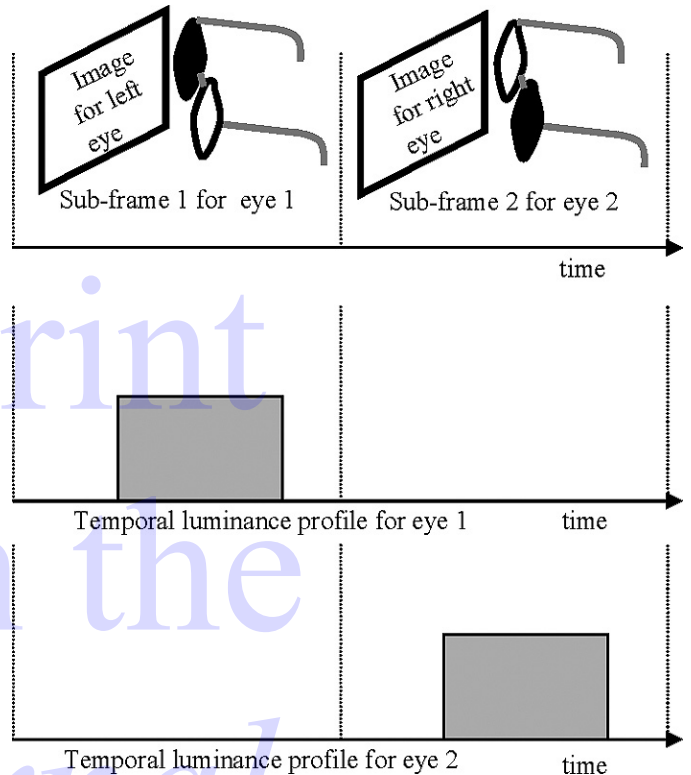 Image
for left
eye
Image
for right
eye
Sub-frame 1 for eye 1
Sub-frame 2 for eye 2
time
rint
Temporal luminance profile for eye 1
time
n the
Temporal luminance profile for eye 2
time